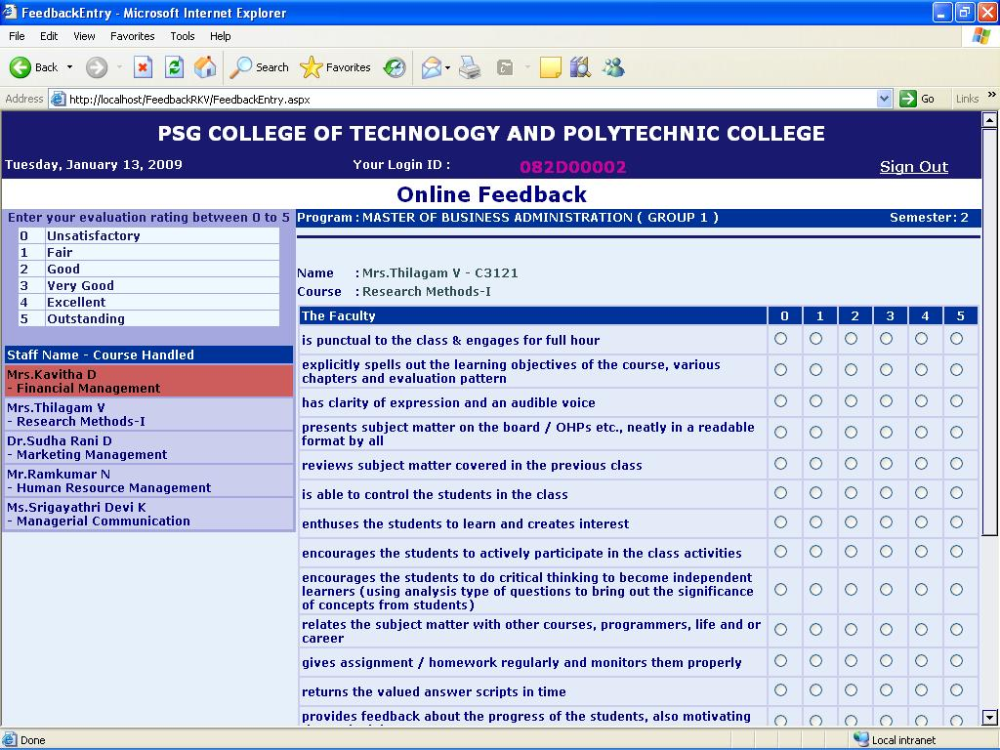 FeedbackEntry - Microsoft Internet Explorer
File Edit View Favorites Tools Help
Back Search Favorites
Address http://localhost/FeedbackRKV/FeedbackEntry.aspx Go Links »
PSG COLLEGE OF TECHNOLOGY AND POLYTECHNIC COLLEGE
Tuesday, January 13, 2009 Your Login ID : 082D00002 Sign Out
Online Feedback
Enter your evaluation rating between 0 to 5
0 Unsatisfactory
1 Fair
2 Good
3 Very Good
4 Excellent
5 Outstanding
Staff Name - Course Handled
Mrs.Kavitha D
- Financial Management
Mrs.Thilagam V
- Research Methods-I
Dr.Sudha Rani D
- Marketing Management
Mr.Ramkumar N
- Human Resource Management
Ms.Srigayathri Devi K
- Managerial Communication
Program : MASTER OF BUSINESS ADMINISTRATION ( GROUP 1 ) Semester: 2
Name : Mrs.Thilagam V - C3121
Course : Research Methods-I
The Faculty 0 1 2 3 4 5
is punctual to the class & engages for full hour
explicitly spells out the learning objectives of the course, various
chapters and evaluation pattern
has clarity of expression and an audible voice
presents subject matter on the board / OHPs etc., neatly in a readable
format by all
reviews subject matter covered in the previous class
is able to control the students in the class
enthuses the students to learn and creates interest
encourages the students to actively participate in the class activities
encourages the students to do critical thinking to become independent
learners (using analysis type of questions to bring out the significance
of concepts from students)
relates the subject matter with other courses, programmers, life and or
career
gives assignment / homework regularly and monitors them properly
returns the valued answer scripts in time
provides feedback about the progress of the students, also motivating
Done Local intranet